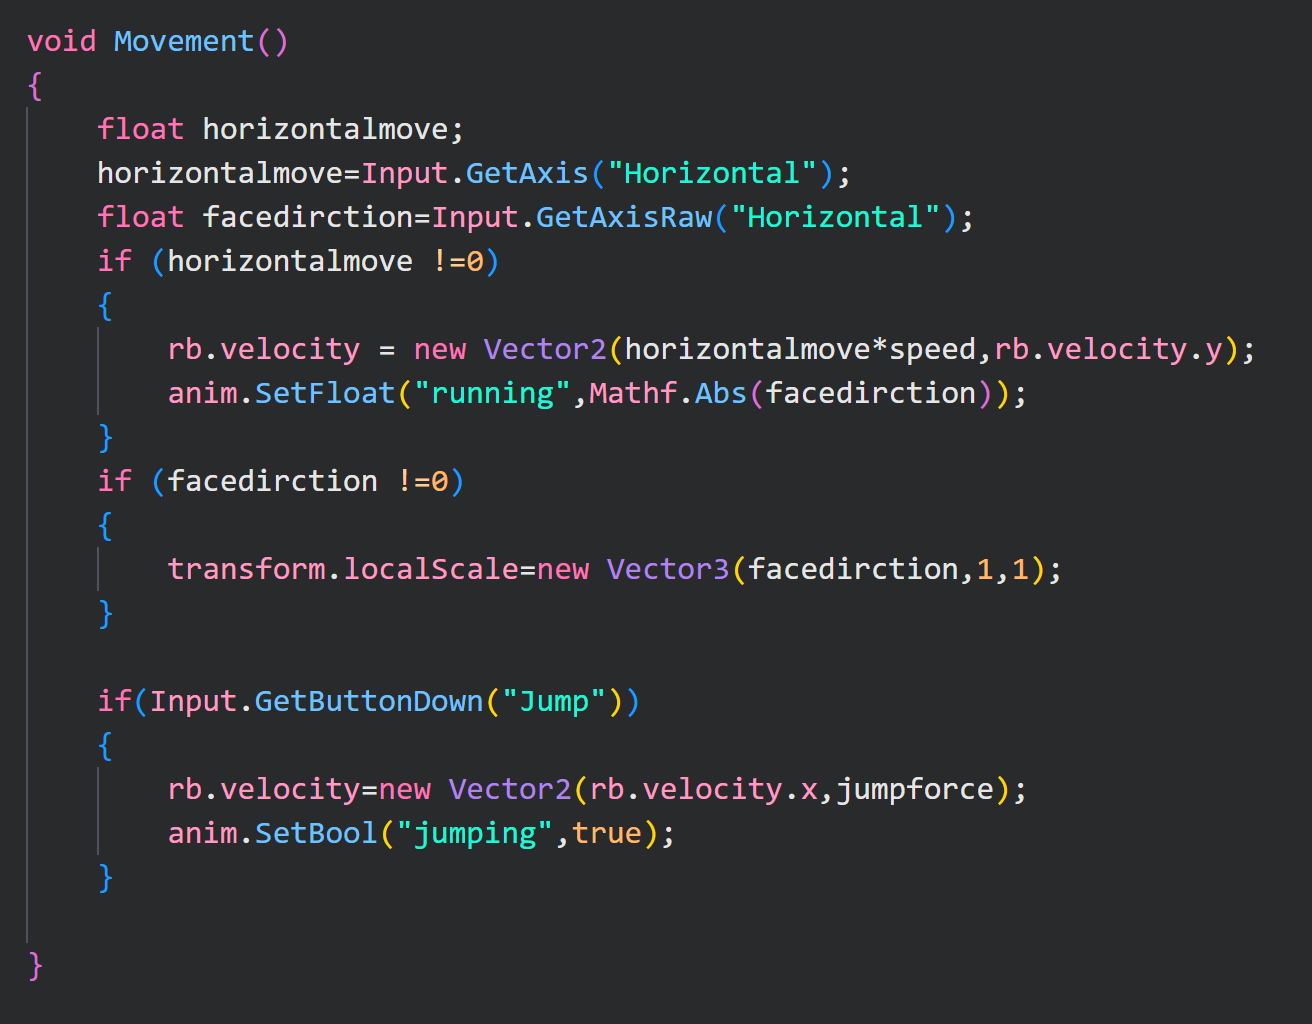 void Movement()
{
    float horizontalmove;
    horizontalmove=Input.GetAxis("Horizontal");
    float facedirction=Input.GetAxisRaw("Horizontal");
    if (horizontalmove !=0)
    {
        rb.velocity = new Vector2(horizontalmove*speed,rb.velocity.y);
        anim.SetFloat("running",Mathf.Abs(facedirction));
    }
    if (facedirction !=0)
    {
        transform.localScale=new Vector3(facedirction,1,1);
    }

    if(Input.GetButtonDown("Jump"))
    {
        rb.velocity=new Vector2(rb.velocity.x,jumpforce);
        anim.SetBool("jumping",true);
    }

}